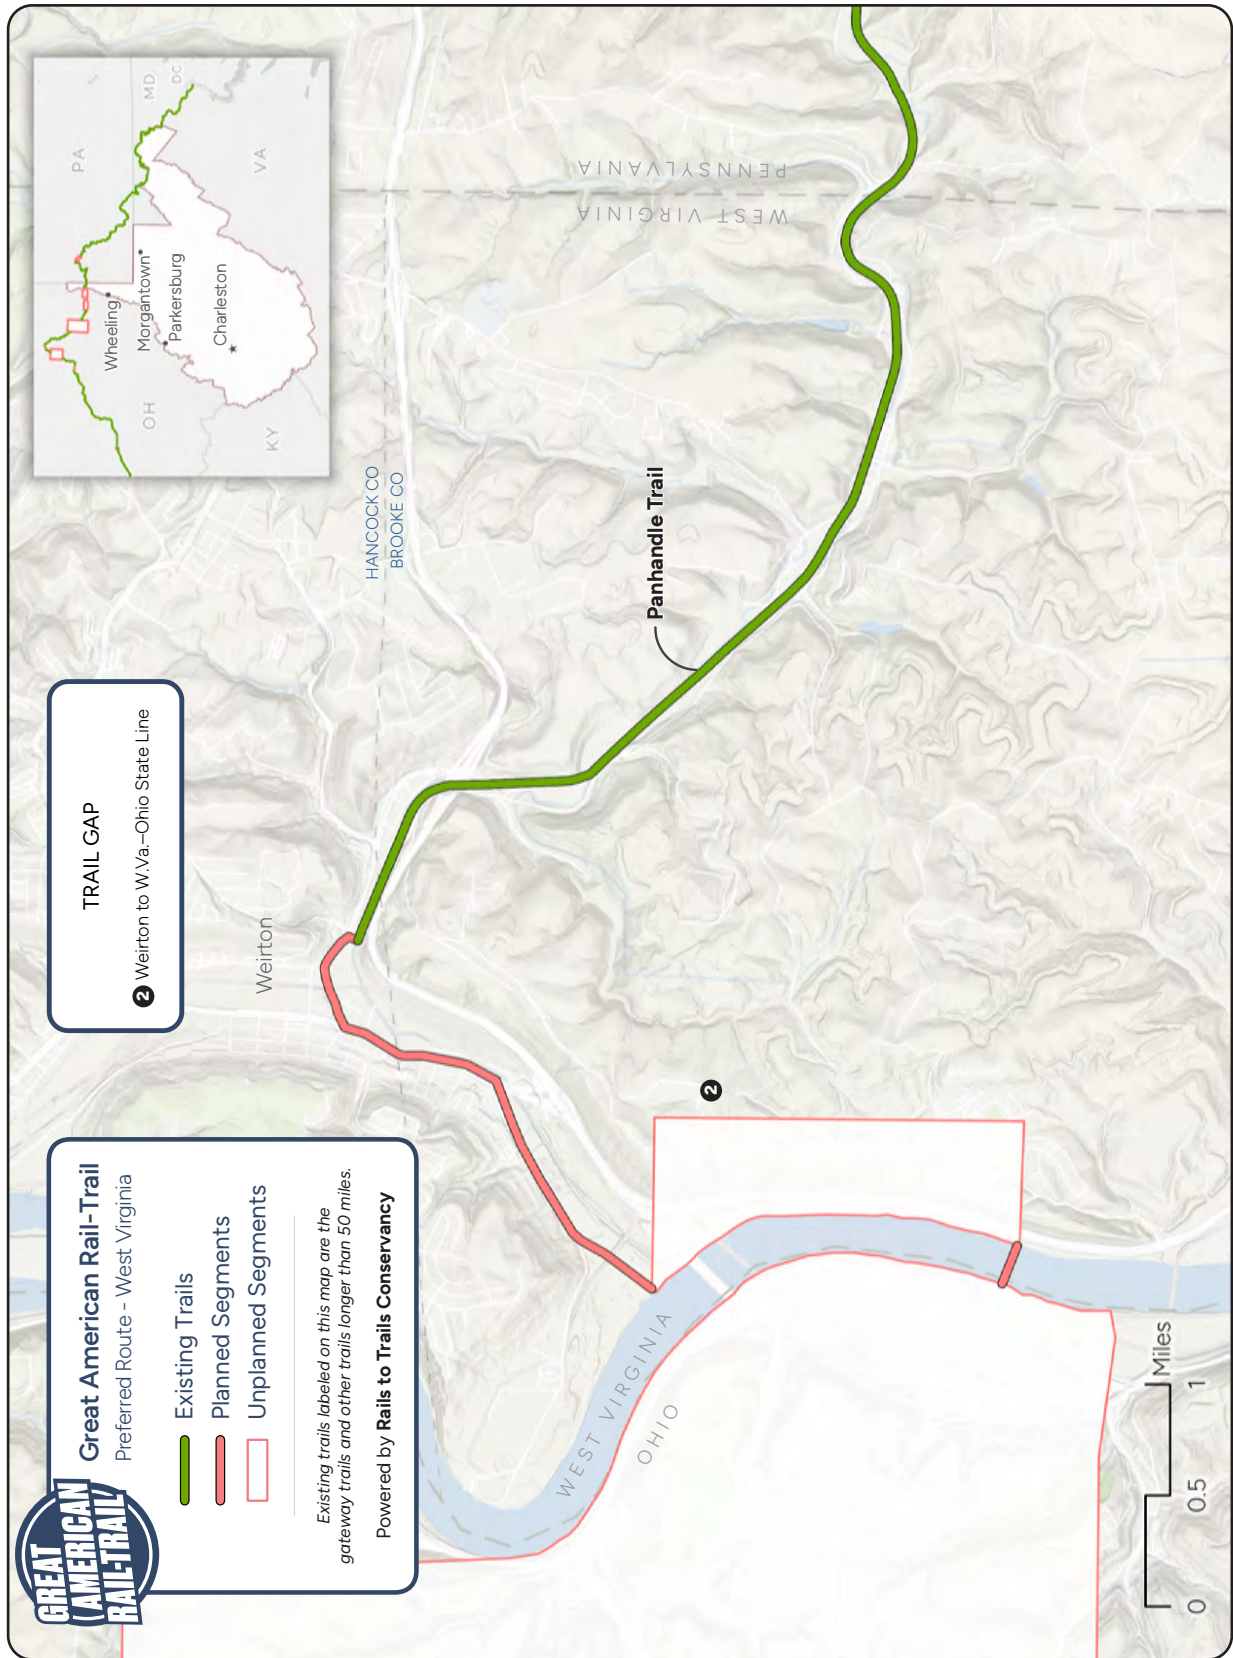 GREAT
AMERICAN
RAIL-TRAIL
Great American Rail-Trail
Preferred Route - West Virginia
Existing Trails
Planned Segments
Unplanned Segments
Existing trails labeled on this map are the
gateway trails and other trails longer than 50 miles.
Powered by Rails to Trails Conservancy
TRAIL GAP
2 Weirton to W.Va.–Ohio State Line
PA
MD
DC
OH
VA
KY
Wheeling
Morgantown
Parkersburg
Charleston
Weirton
HANCOCK CO
BROOKE CO
Panhandle Trail
WEST VIRGINIA
PENNSYLVANIA
2
WEST VIRGINIA
OHIO
0 0.5 1
Miles